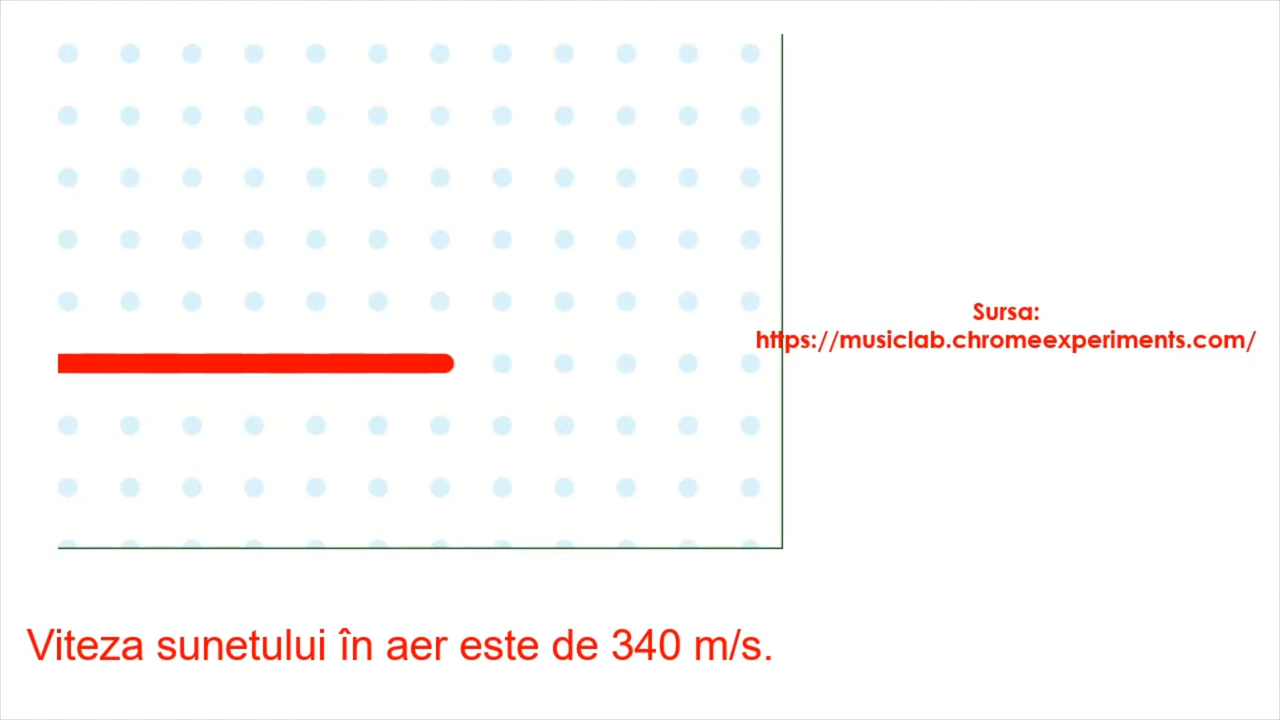 Sursa:
https://musiclab.chromeexperiments.com/
Viteza sunetului în aer este de 340 m/s.